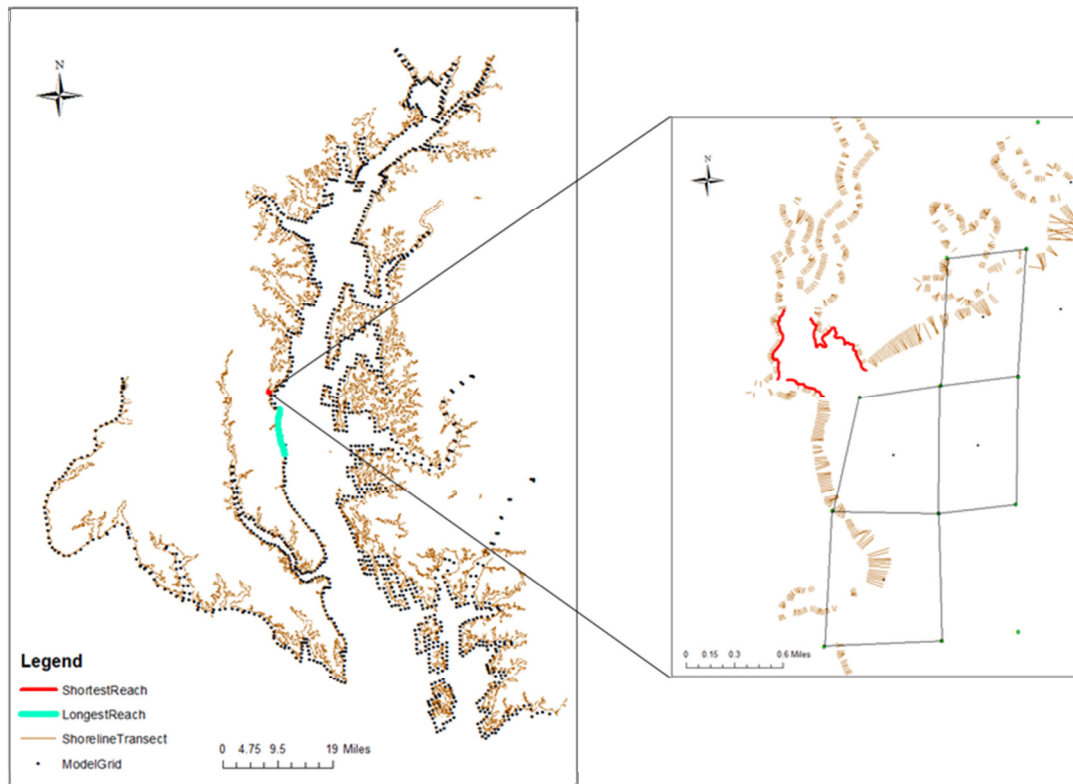 N
N
Legend
ShortestReach
LongestReach
ShorelineTransect
ModelGrid
0 4.75 9.5 19 Miles
0 0.15 0.3 0.6 Miles